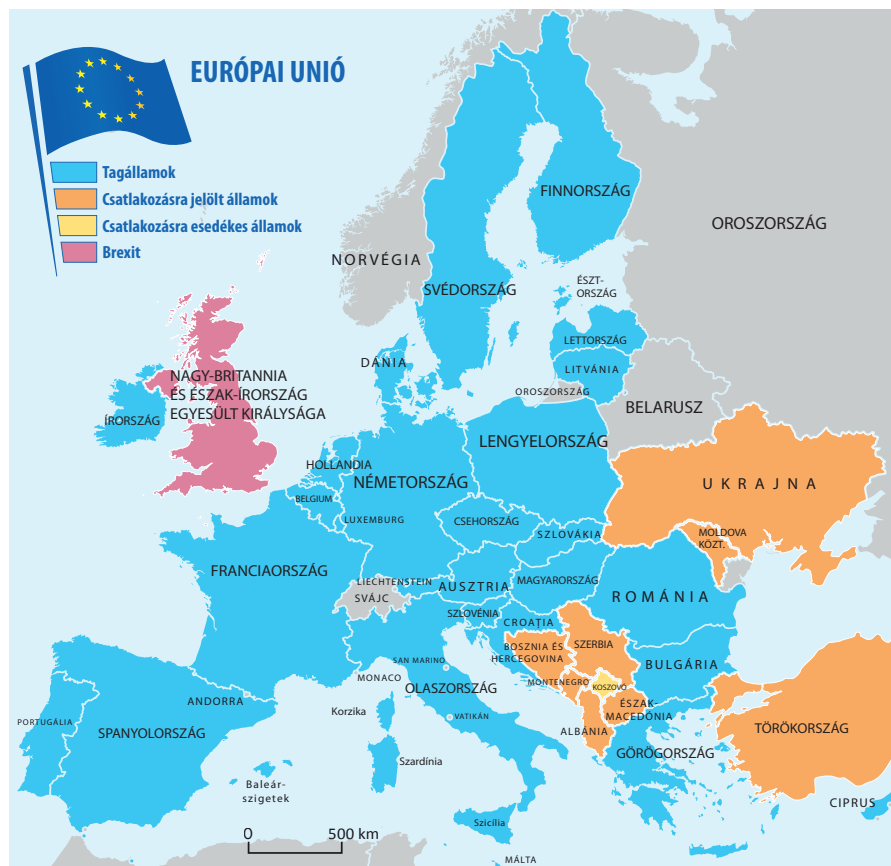 EURÓPAI UNIÓ
Tagállamok
Csatlakozásra jelölt államok
Csatlakozásra esedékes államok
Brexit
FINNORSZÁG
OROSZORSZÁG
NORVÉGIA
SVÉDORSZÁG
ÉSZT-
ORSZÁG
LETTORSZÁG
DÁNIA
LITVÁNIA
NAGY-BRITANNIA
ÉS ÉSZAK-ÍRORSZÁG
EGYESÜLT KIRÁLYSÁGA
OROSZORSZÁG
BELARUSZ
ÍRORSZÁG
LENGYELORSZÁG
HOLLANDIA
NÉMETORSZÁG
UKRAJNA
BELGIUM
LUXEMBURG
CSEHORSZÁG
SZLOVÁKIA
MOLDOVA
KÖZT.
FRANCIAORSZÁG
LIECHTENSTEIN
AUSZTRIA
MAGYARORSZÁG
SVÁJC
ROMÁNIA
SZLOVÉNIA
CROATIA
BOSZNIA ÉS
HERCEGOVINA
SZERBIA
SAN MARINO
BULGÁRIA
MONACO
MONTENEGRO
KOSZOVÓ
OLASZORSZÁG
ANDORRA
ÉSZAK-
MACEDÓNIA
Korzika
VATIKÁN
PORTUGÁLIA
SPANYOLORSZÁG
ALBÁNIA
TÖRÖKORSZÁG
GÖRÖGORSZÁG
Szardínia
Baleár-
szigetek
CIPRUS
Szicília
0 500 km
MÁLTA